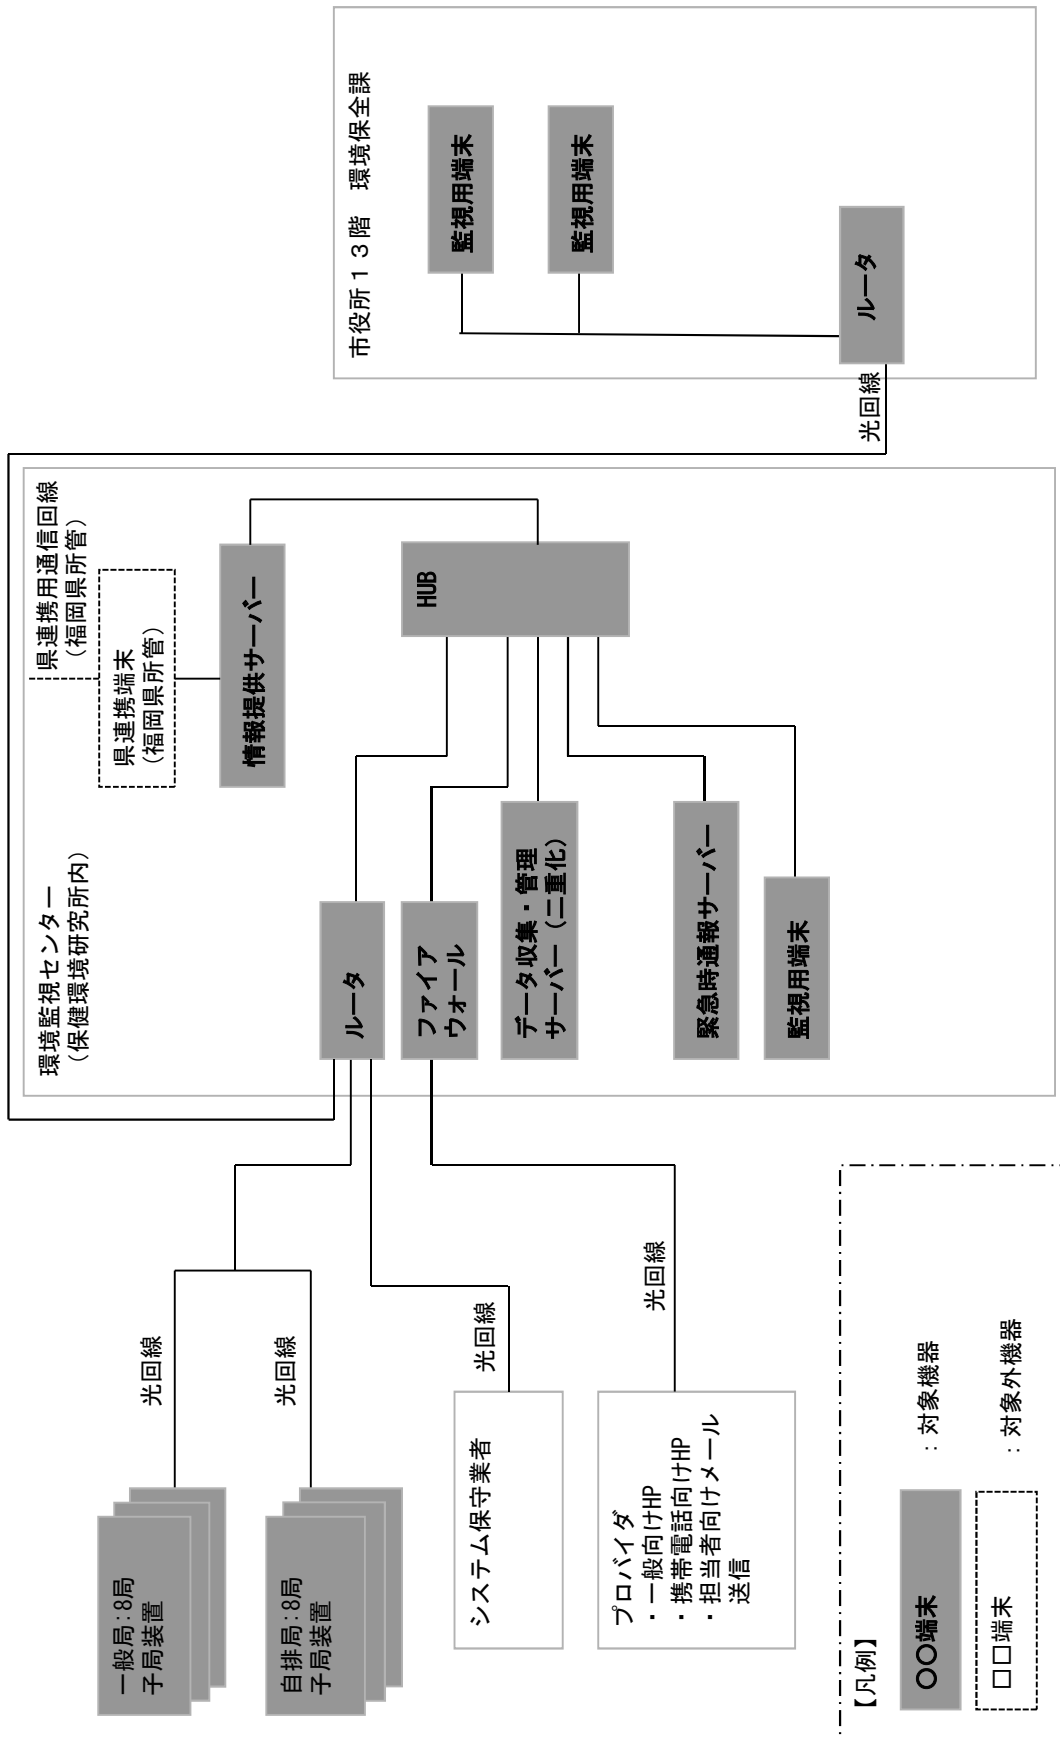 一般局：8局
子局装置
自排局：8局
子局装置
システム保守業者
プロバイダ
・一般向けHP
・携帯電話向けHP
・担当者向けメール
送信
光回線
光回線
光回線
光回線
環境監視センター
（保健環境研究所内）
ルータ
ファイア
ウォール
データ収集・管理
サーバー（二重化）
緊急時通報サーバー
監視用端末
県連携用通信回線
（福岡県所管）
県連携端末
（福岡県所管）
情報提供サーバー
HUB
光回線
市役所１３階　環境保全課
監視用端末
監視用端末
ルータ
【凡例】
○○端末
：対象機器
□□端末
：対象外機器